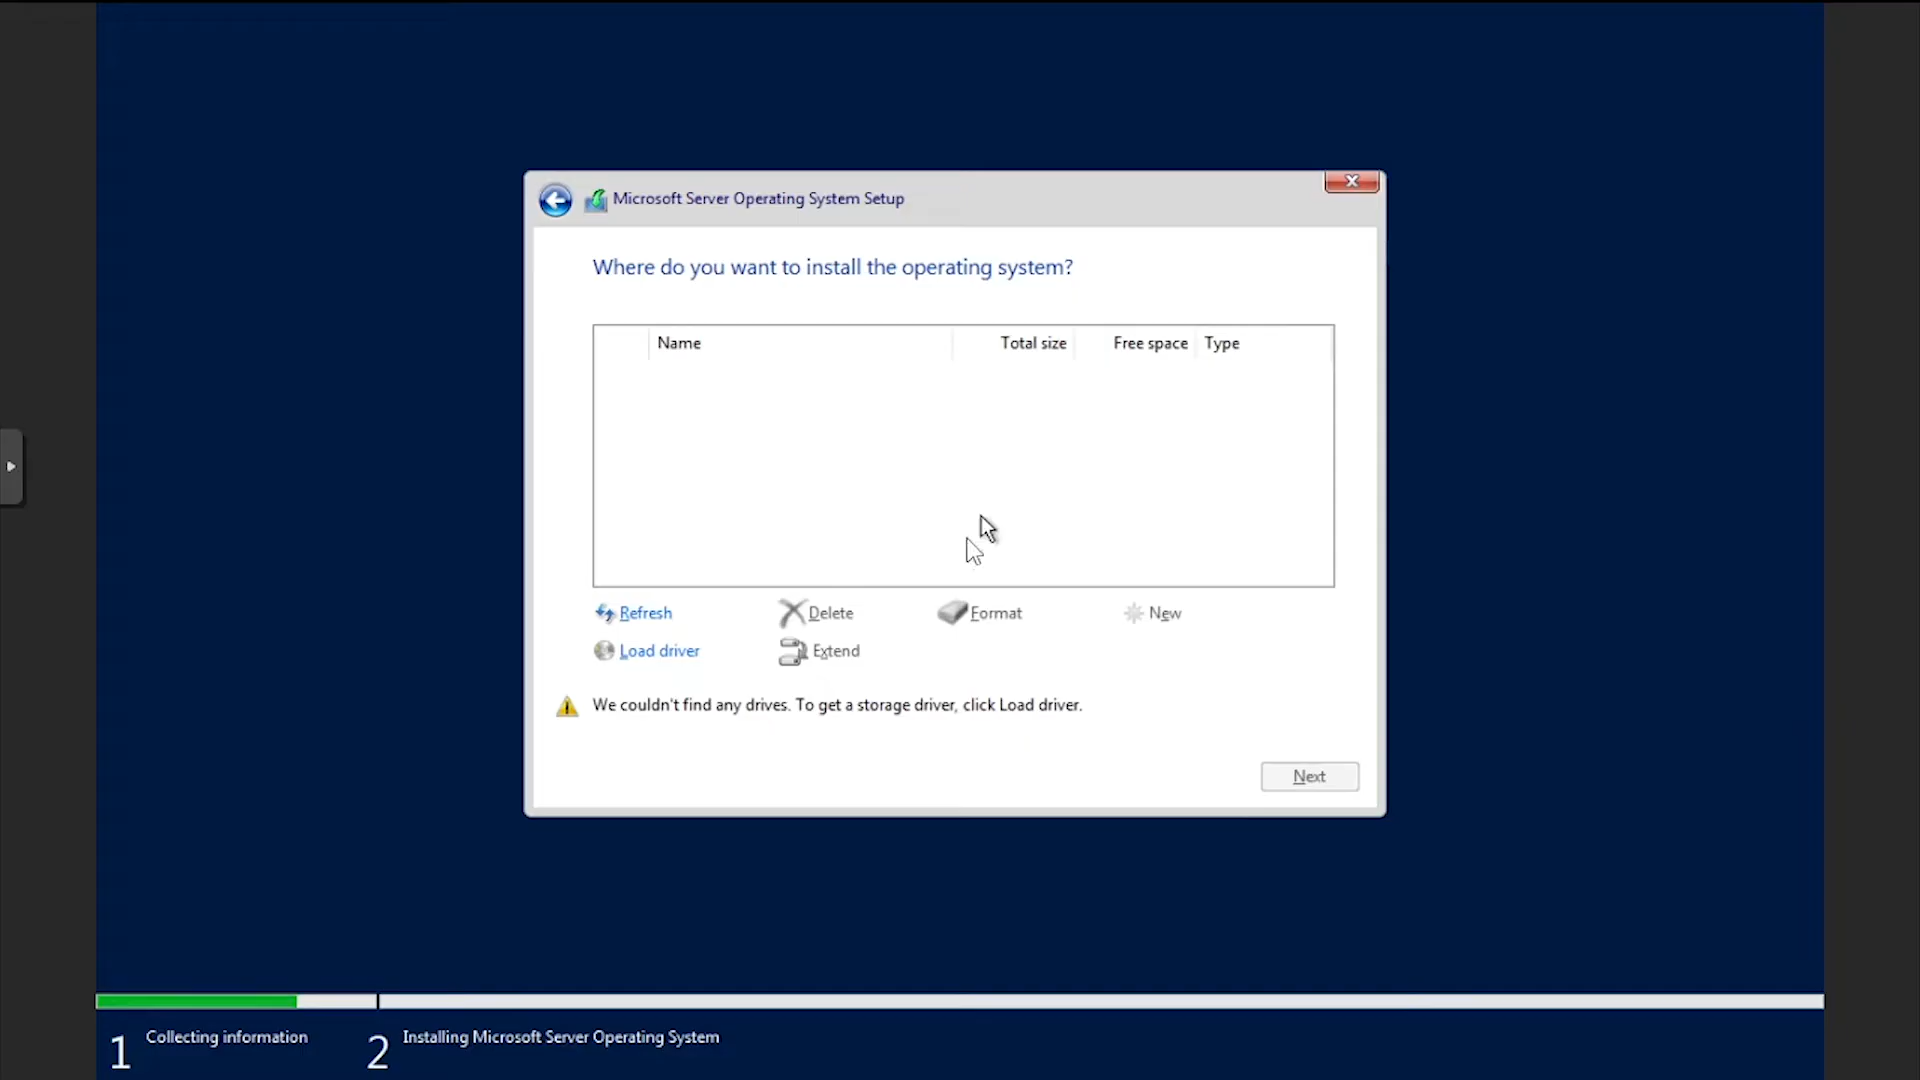 Microsoft Server Operating System Setup
Where do you want to install the operating system?
Name Total size Free space Type
Refresh Delete Format New
Load driver Extend
We couldn't find any drives. To get a storage driver, click Load driver.
Next
1 Collecting information 2 Installing Microsoft Server Operating System